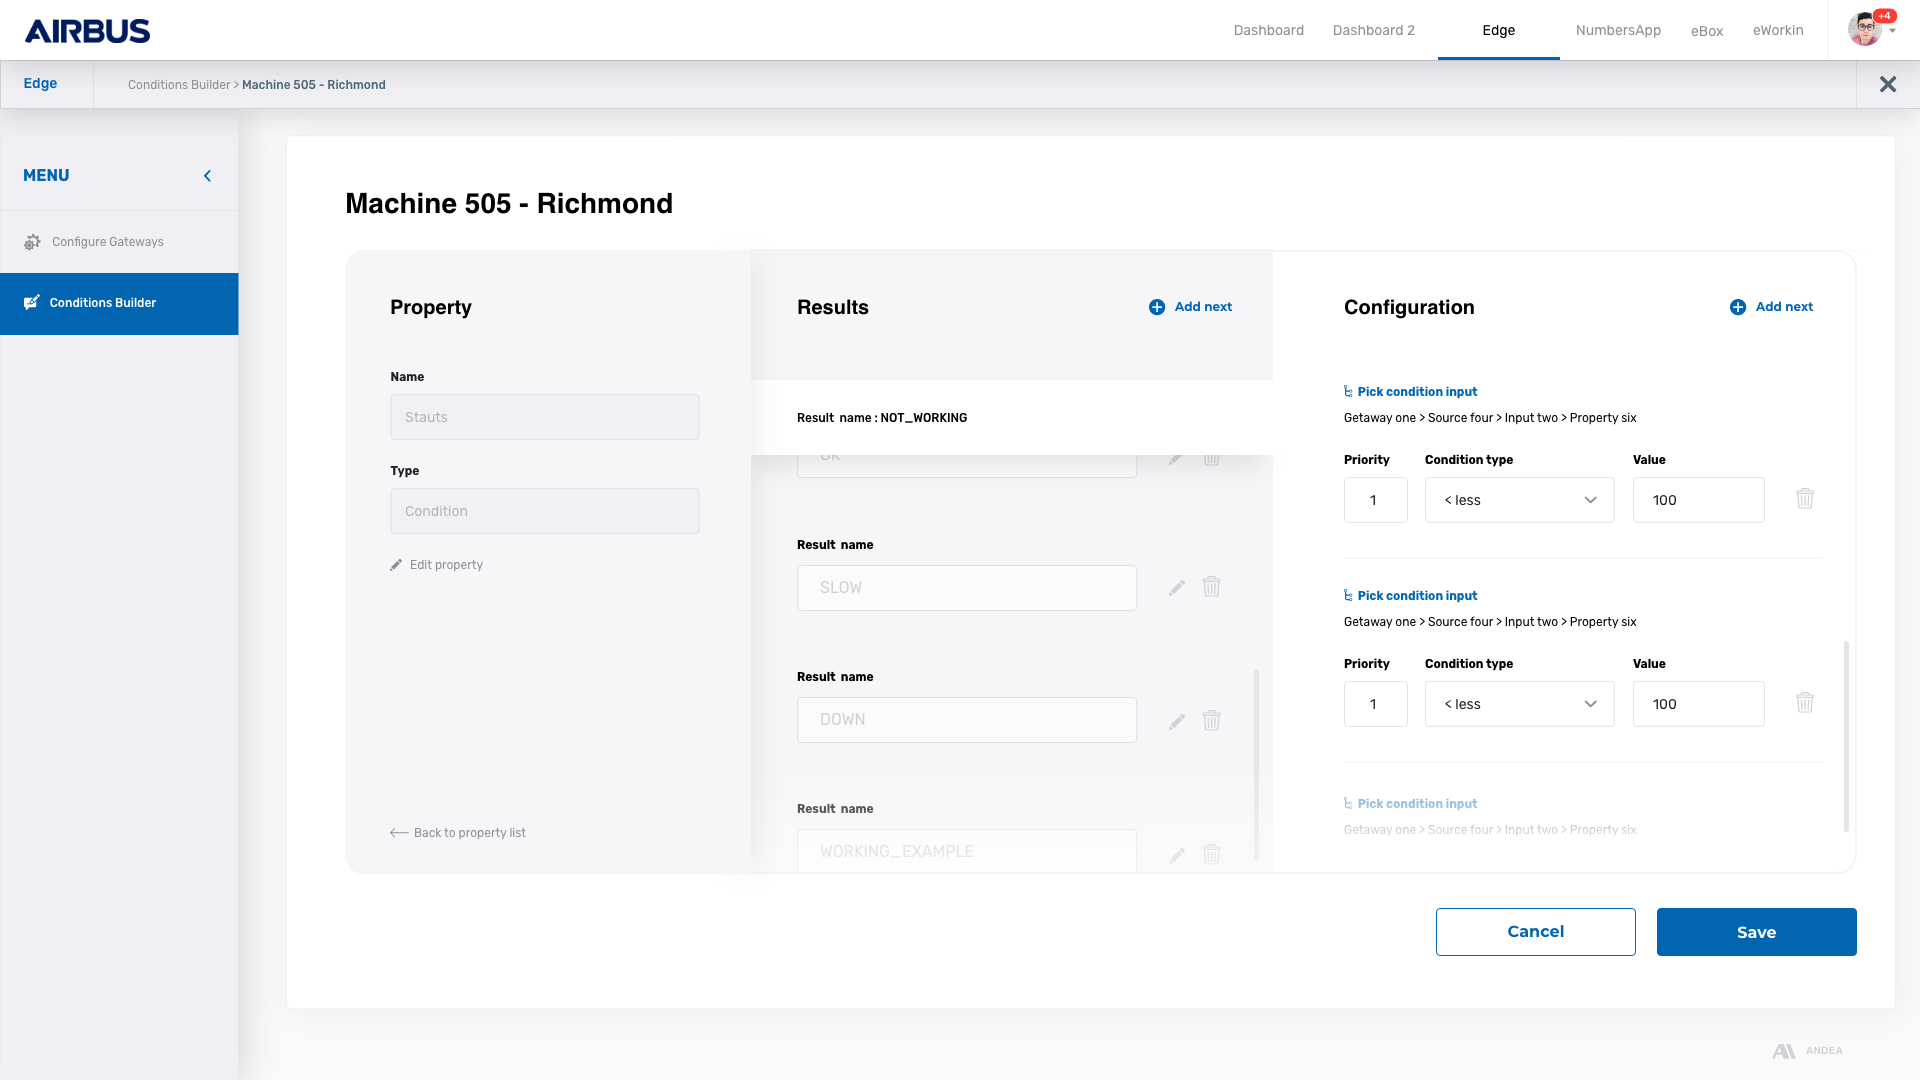 AIRBUS
Dashboard
Dashboard 2
Edge
NumbersApp
eBox
eWorkin
+4
Edge
Conditions Builder > Machine 505 - Richmond
MENU
Configure Gateways
Conditions Builder
Machine 505 - Richmond
Property
Name
Stauts
Type
Condition
Edit property
Back to property list
Results
Add next
Result name : NOT_WORKING
OK
Result name
SLOW
Result name
DOWN
Result name
WORKING_EXAMPLE
Configuration
Add next
Pick condition input
Getaway one > Source four > Input two > Property six
Priority Condition type Value
1 < less 100
Pick condition input
Getaway one > Source four > Input two > Property six
Priority Condition type Value
1 < less 100
Pick condition input
Getaway one > Source four > Input two > Property six
Cancel
Save
ANDEA